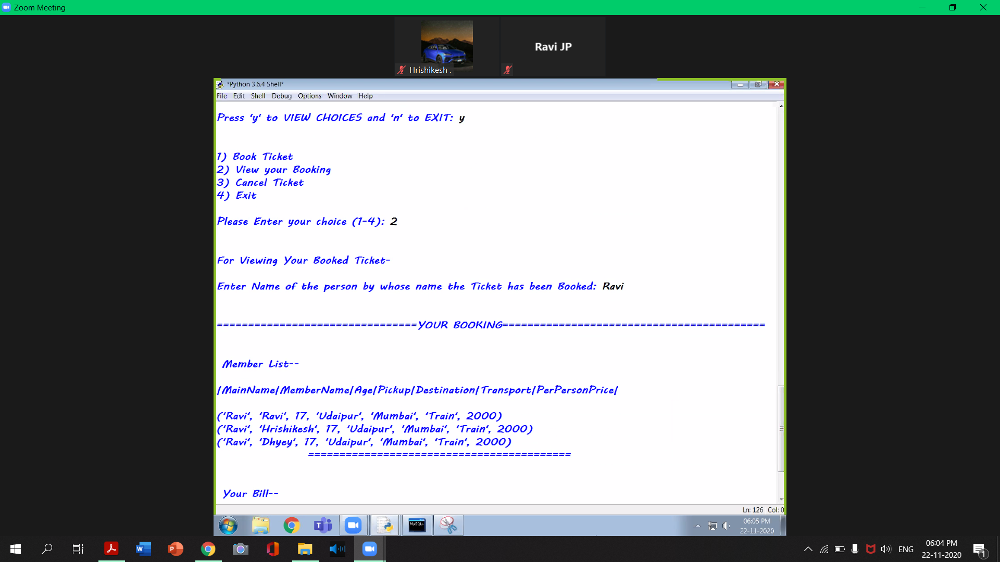 Zoom Meeting
Hrishikesh .
Ravi JP
*Python 3.6.4 Shell*
File Edit Shell Debug Options Window Help
Press 'y' to VIEW CHOICES and 'n' to EXIT: y
1) Book Ticket
2) View your Booking
3) Cancel Ticket
4) Exit
Please Enter your choice (1-4): 2
For Viewing Your Booked Ticket-
Enter Name of the person by whose name the Ticket has been Booked: Ravi
================================YOUR BOOKING==========================================
Member List--
|MainName|MemberName|Age|Pickup|Destination|Transport|PerPersonPrice|
('Ravi', 'Ravi', 17, 'Udaipur', 'Mumbai', 'Train', 2000)
('Ravi', 'Hrishikesh', 17, 'Udaipur', 'Mumbai', 'Train', 2000)
('Ravi', 'Dhyey', 17, 'Udaipur', 'Mumbai', 'Train', 2000)
==========================================
Your Bill--
Ln: 126 Col: 0
MySQL>
06:05 PM
22-11-2020
ENG
06:04 PM
22-11-2020
1